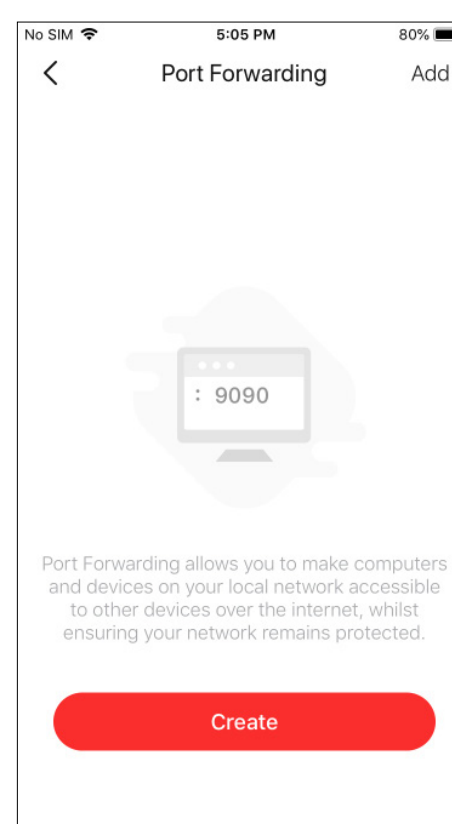 No SIM 5:05 PM 80%
Port Forwarding Add
: 9090
Port Forwarding allows you to make computers
and devices on your local network accessible
to other devices over the internet, whilst
ensuring your network remains protected.
Create